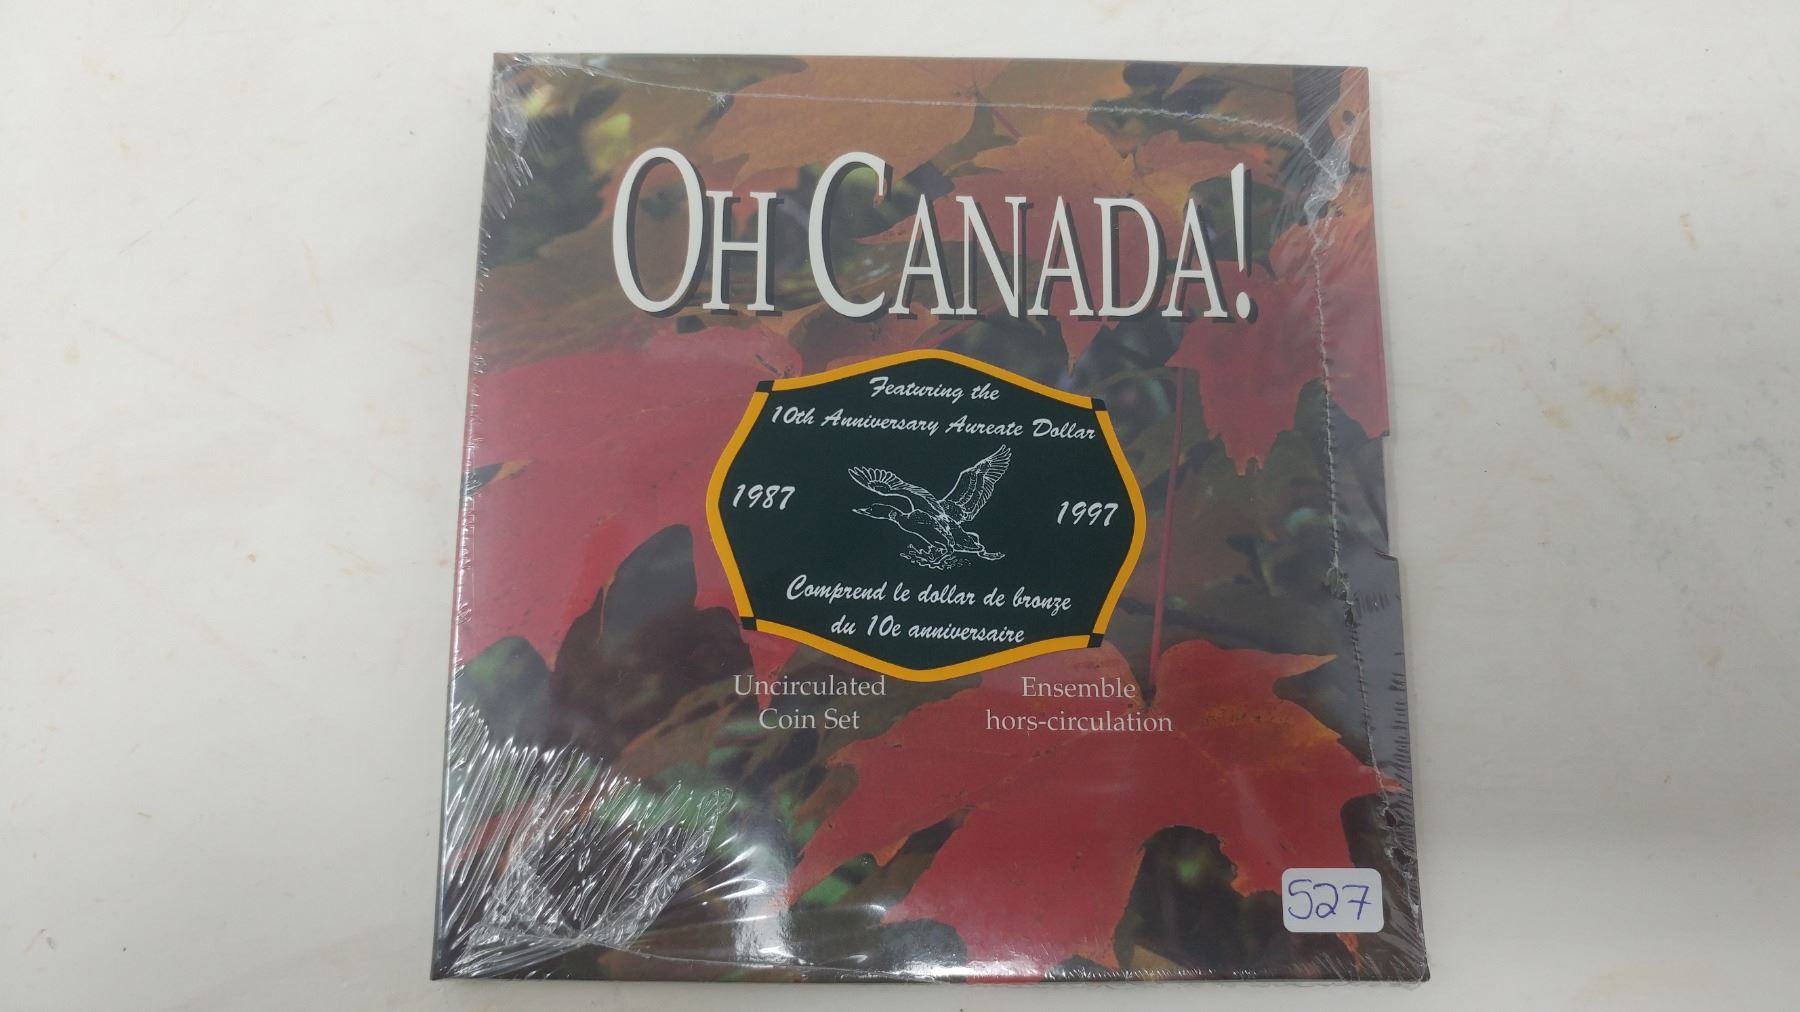 OH CANADA!
Featuring the
10th Anniversary Aureate Dollar
1987
1997
Comprend le dollar de bronze
du 10e anniversaire
Uncirculated
Coin Set
Ensemble
hors-circulation
527